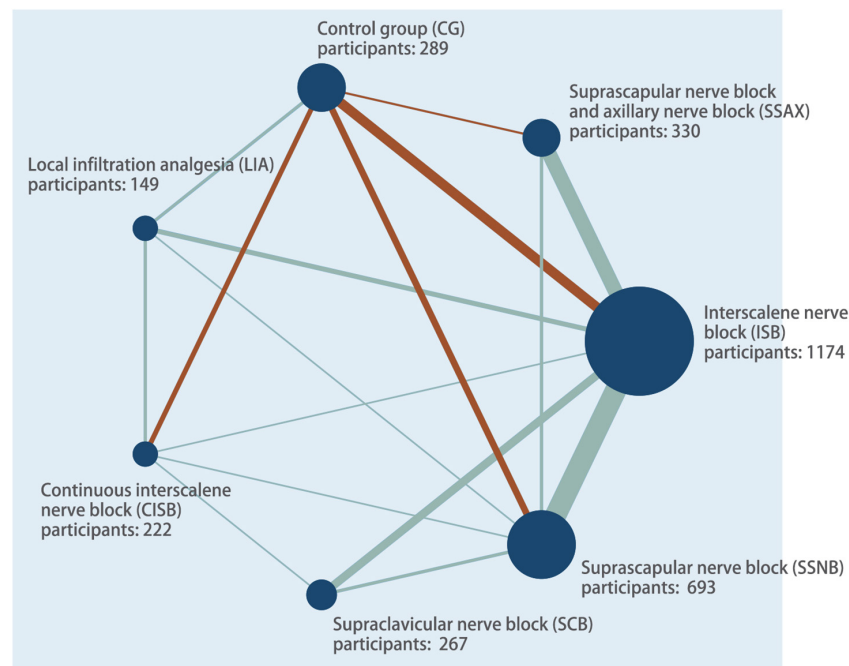 Control group (CG)
participants: 289
Suprascapular nerve block
and axillary nerve block (SSAX)
participants: 330
Local infiltration analgesia (LIA)
participants: 149
Interscalene nerve
block (ISB)
participants: 1174
Continuous interscalene
nerve block (CISB)
participants: 222
Suprascapular nerve block (SSNB)
participants: 693
Supraclavicular nerve block (SCB)
participants: 267